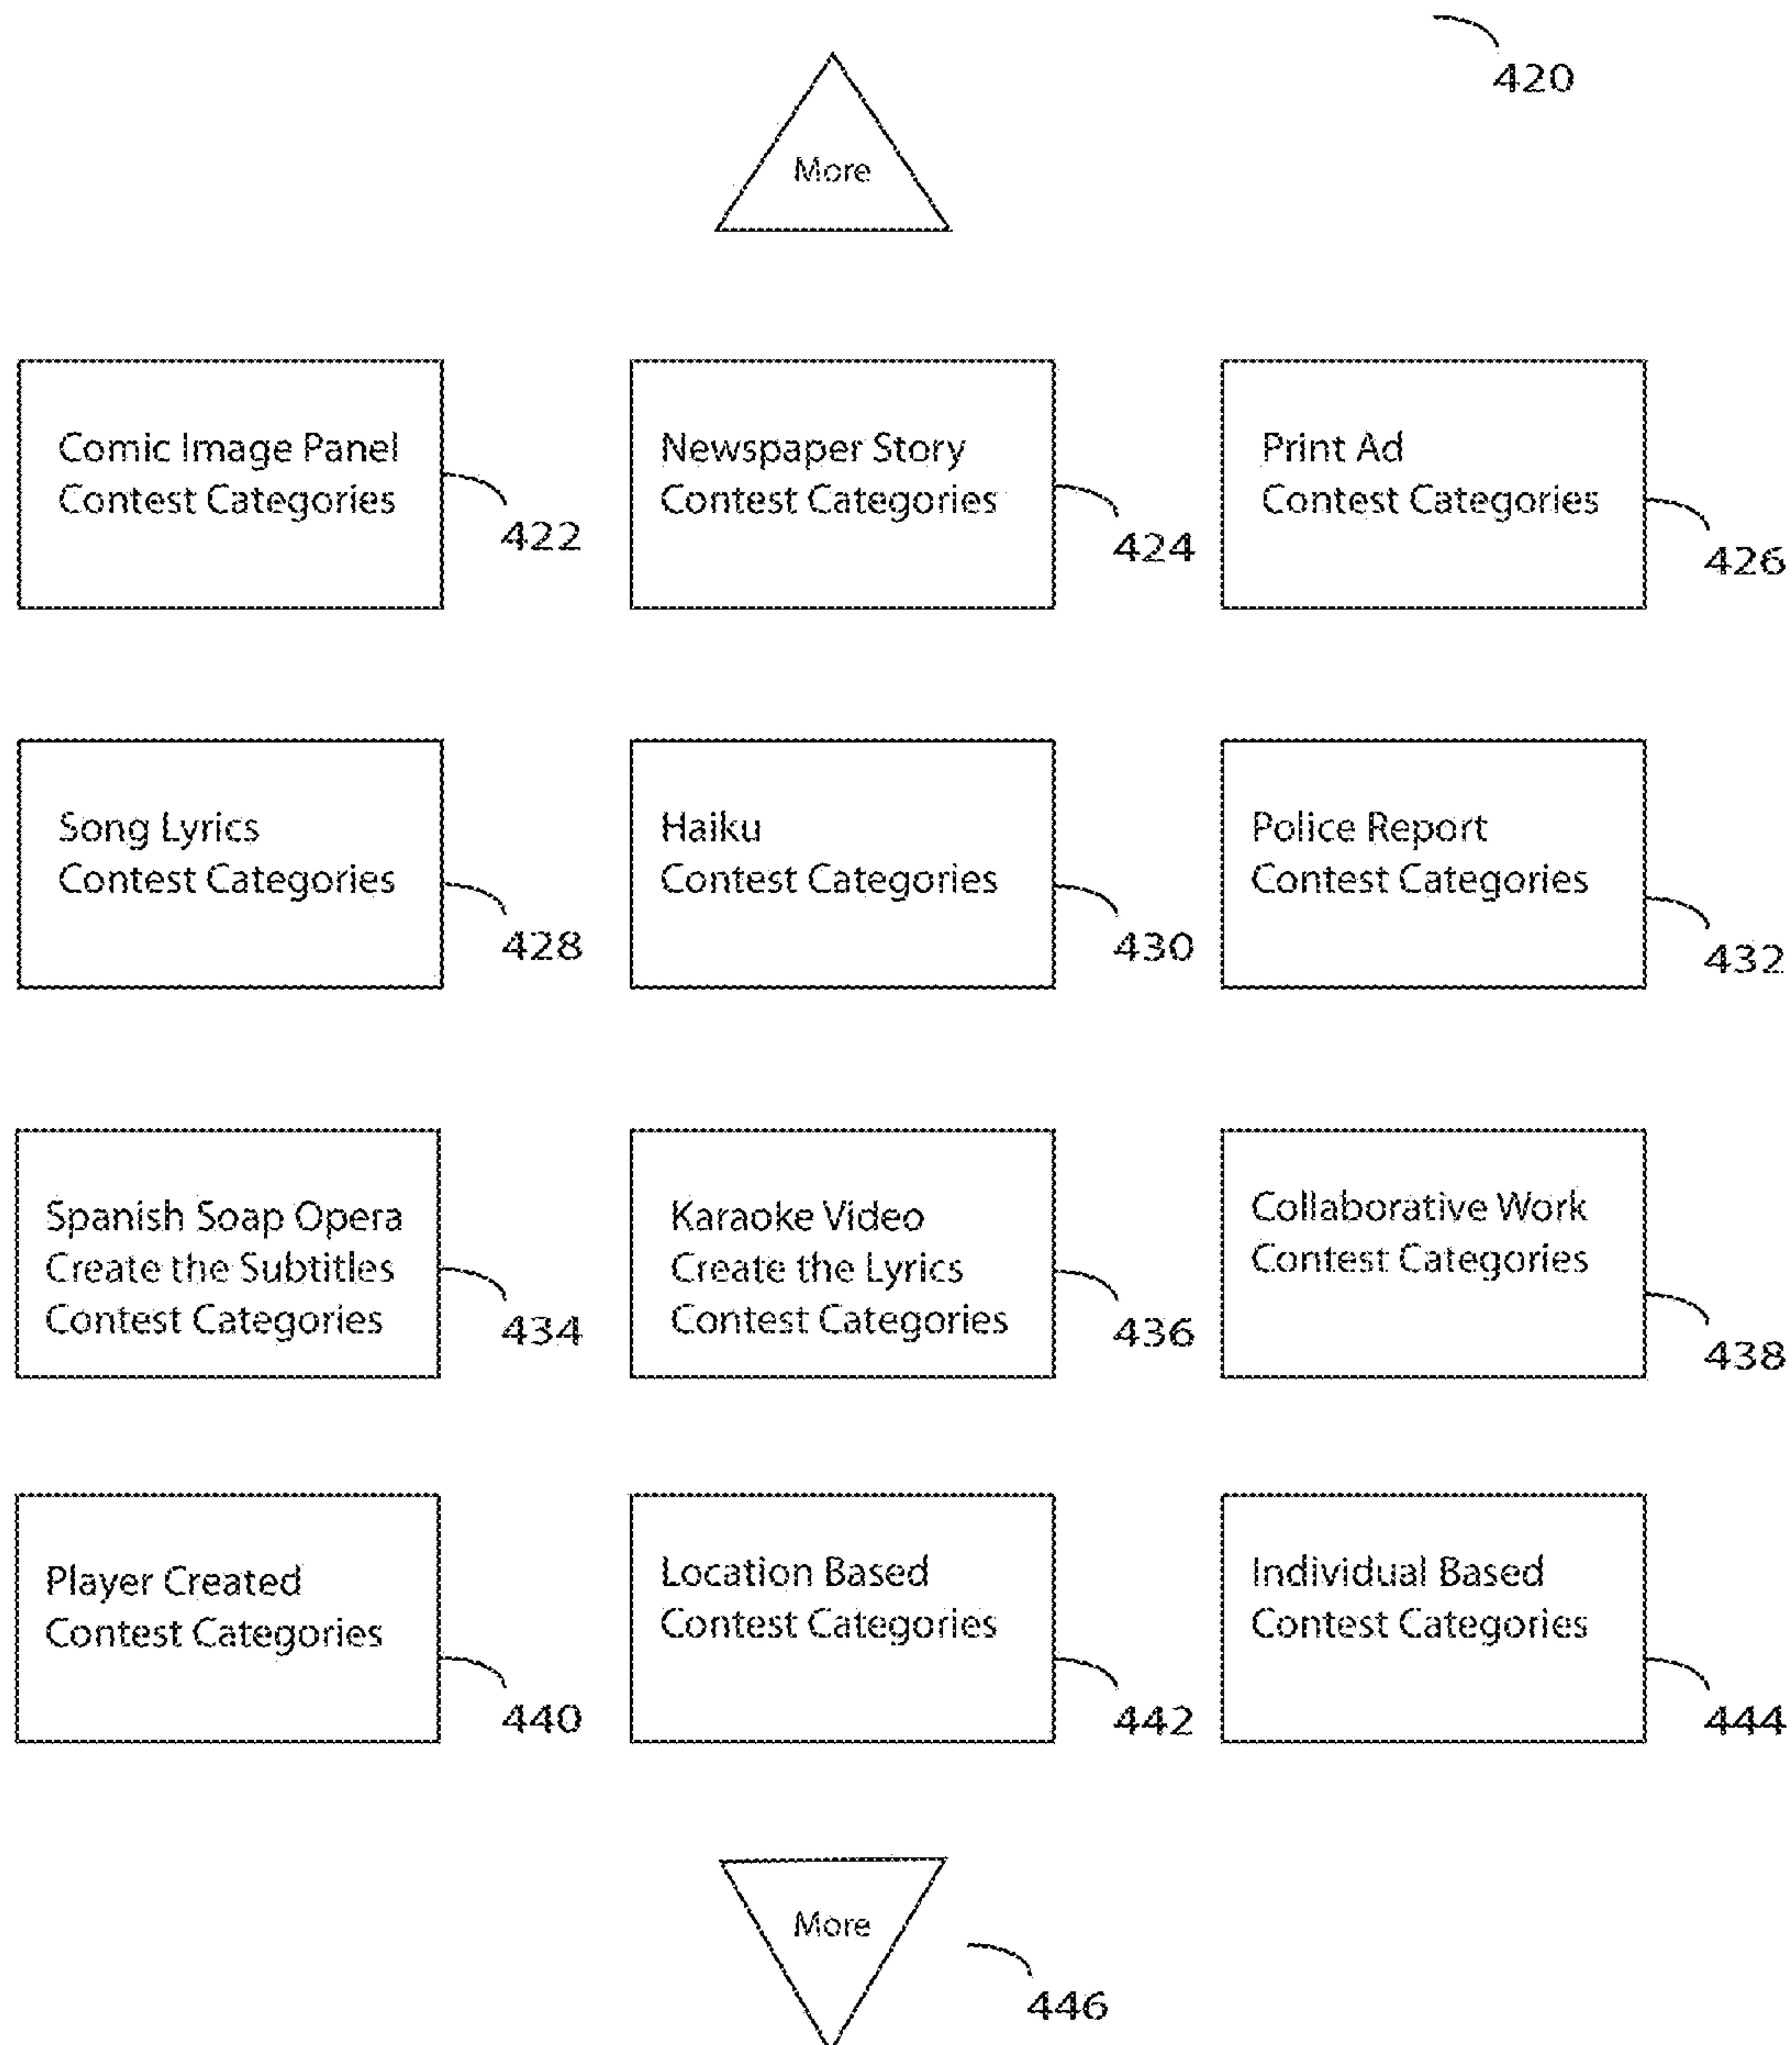 420
More
Comic Image Panel
Contest Categories
422
Newspaper Story
Contest Categories
424
Print Ad
Contest Categories
426
Song Lyrics
Contest Categories
428
Haiku
Contest Categories
430
Police Report
Contest Categories
432
Spanish Soap Opera
Create the Subtitles
Contest Categories
434
Karaoke Video
Create the Lyrics
Contest Categories
436
Collaborative Work
Contest Categories
438
Player Created
Contest Categories
440
Location Based
Contest Categories
442
Individual Based
Contest Categories
444
More
446